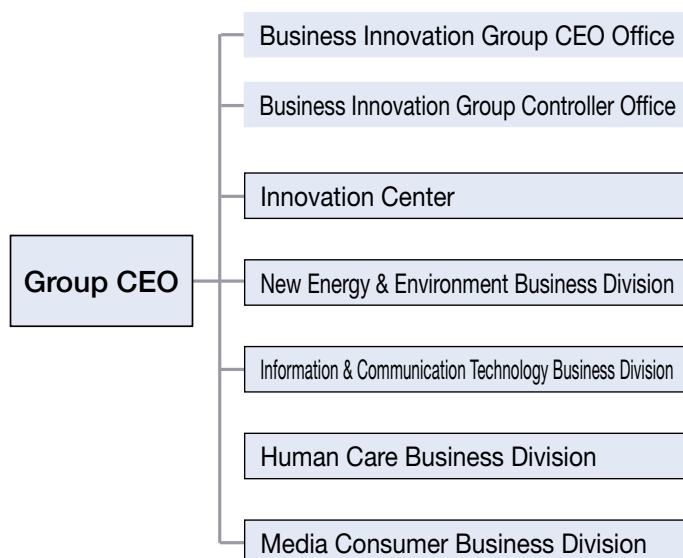 Business Innovation Group CEO Office
Business Innovation Group Controller Office
Innovation Center
Group CEO
New Energy & Environment Business Division
Information & Communication Technology Business Division
Human Care Business Division
Media Consumer Business Division